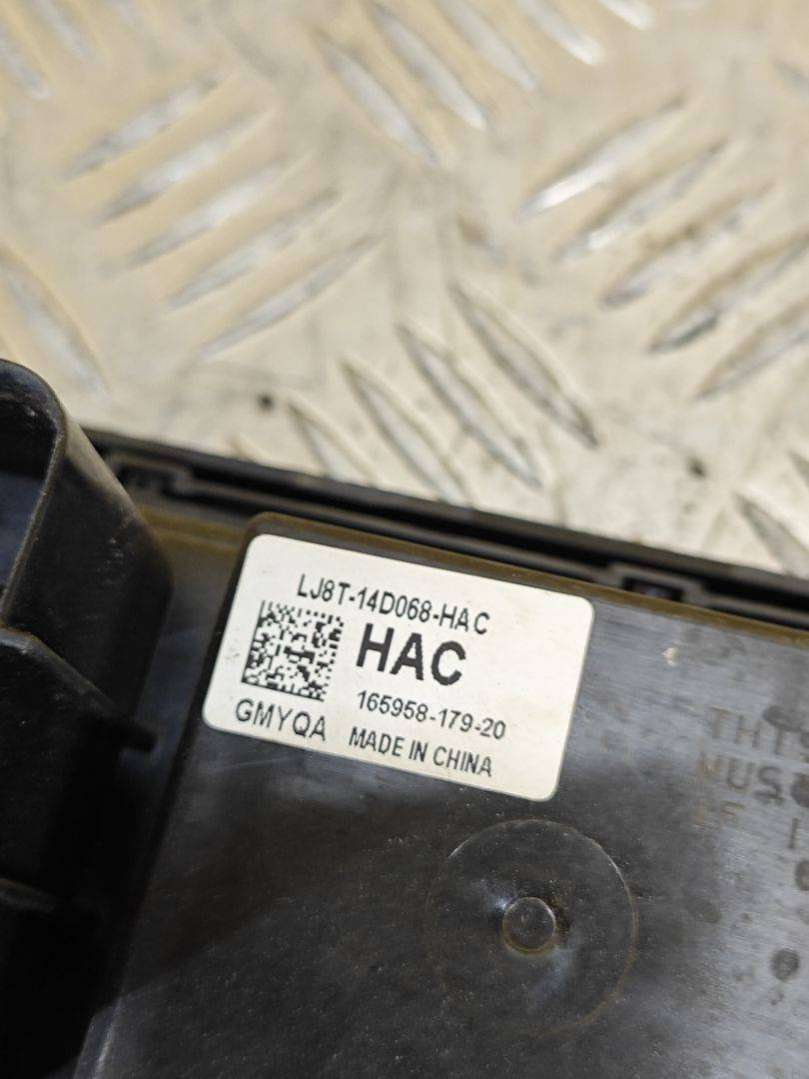 LJ8T-14D068-HAC
HAC
165958-179-20
GMYQA
MADE IN CHINA